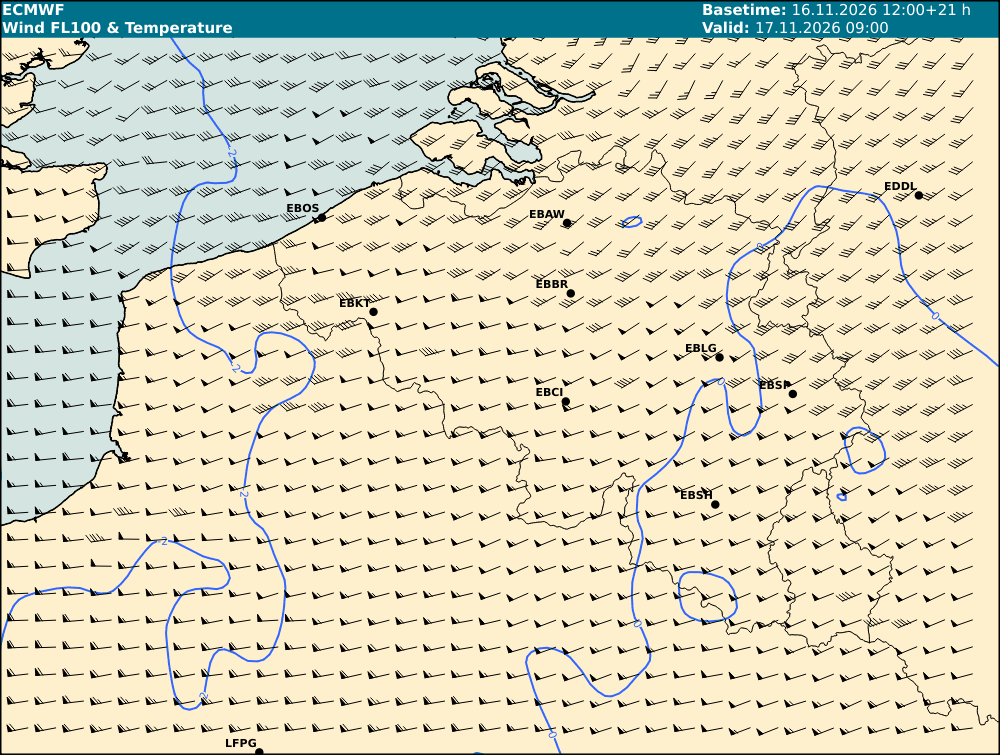 ECMWF
Basetime: 16.11.2026 12:00+21 h
Wind FL100 & Temperature
Valid: 17.11.2026 09:00
-2
EDDL
EBOS
EBAW
0
EBBR
EBKT
0
EBLG
-2
0
EBSP
EBCI
-2
EBSH
-2
0
-2
0
LFPG